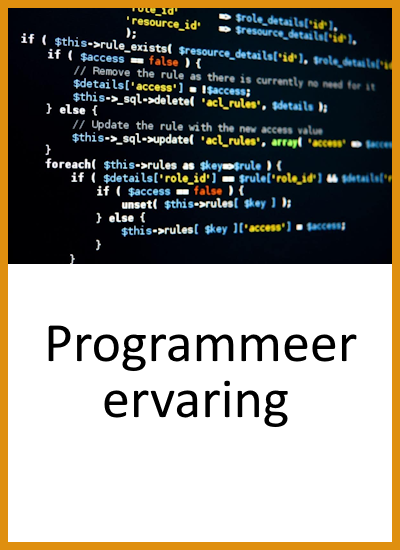 'role_id' => $role_details['id'],
'resource_id' => $resource_details['id'],
);
if ( $this->rule_exists( $resource_details['id'], $role_details['id'
if ( $access == false ) {
// Remove the rule as there is currently no need for it
$details['access'] = !$access;
$this->_sql->delete( 'acl_rules', $details );
} else {
// Update the rule with the new access value
$this->_sql->update( 'acl_rules', array( 'access' => $access
}
foreach( $this->rules as $key=>$rule ) {
if ( $details['role_id'] == $rule['role_id'] && $details['r
if ( $access == false ) {
unset( $this->rules[ $key ] );
} else {
$this->rules[ $key ]['access'] = $access;
}
}
Programmeer
ervaring